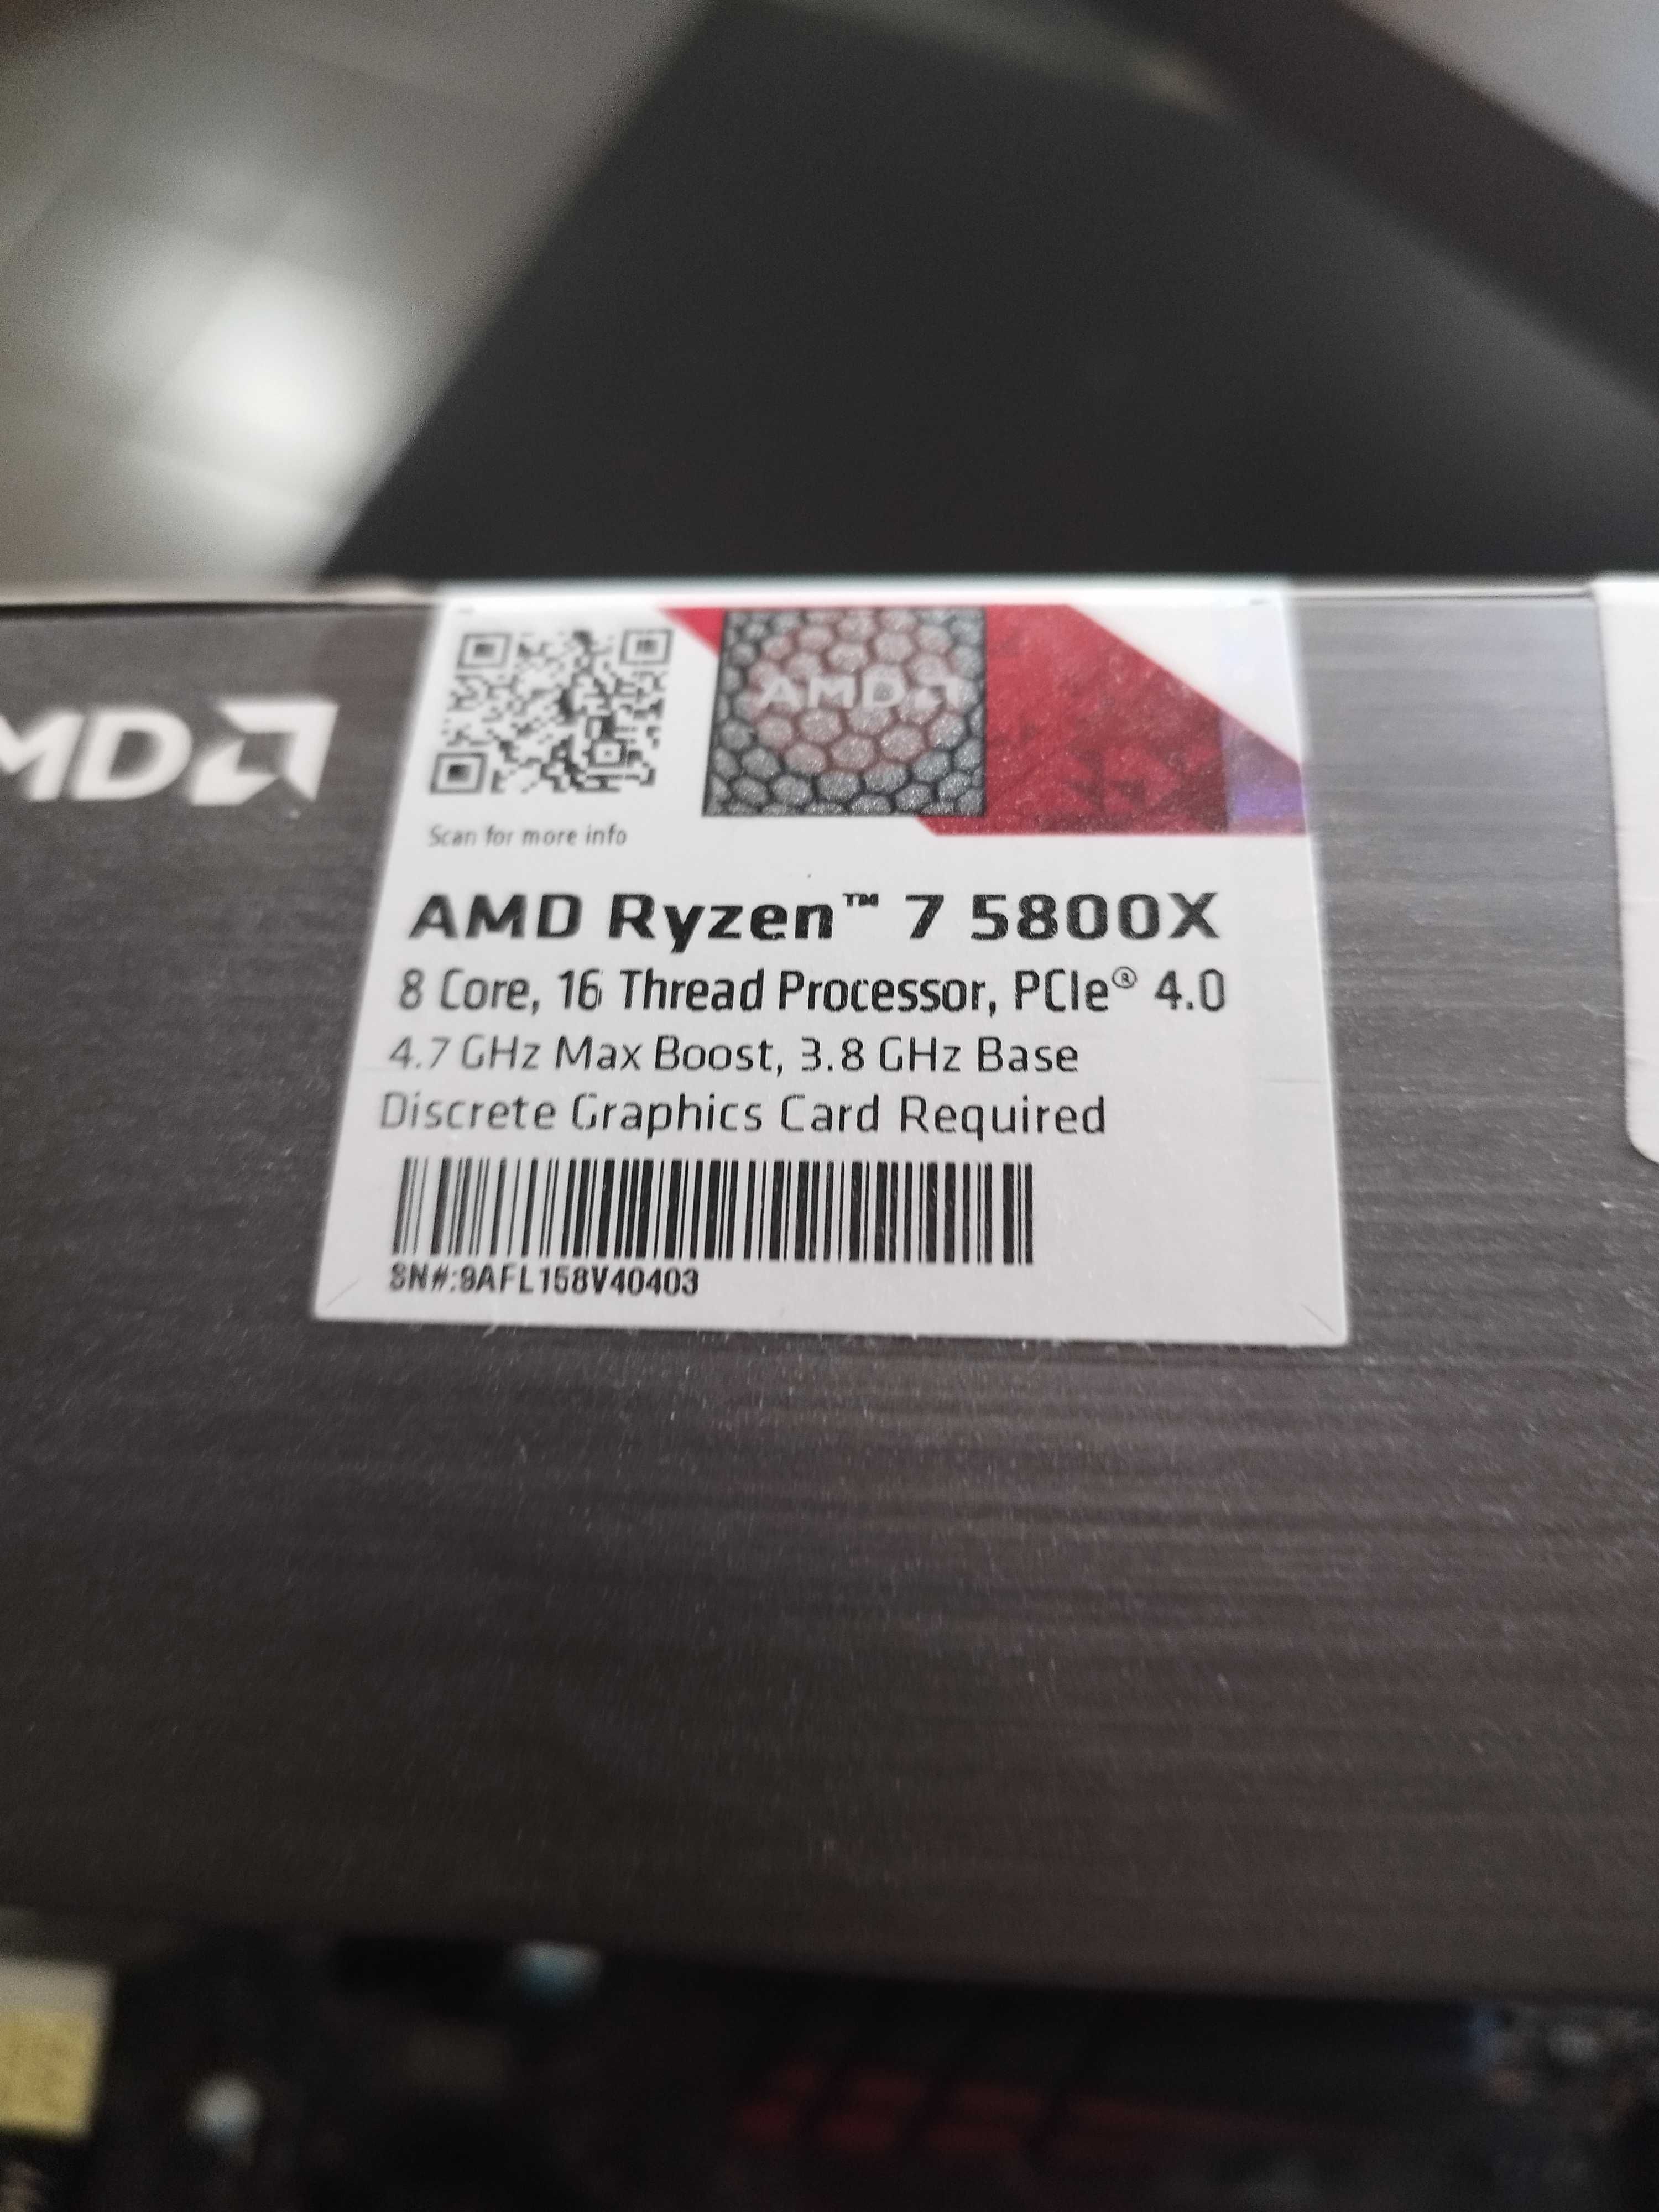 AMD
Scan for more info
AMD
AMD Ryzen™ 7 5800X
8 Core, 16 Thread Processor, PCIe® 4.0
4.7 GHz Max Boost, 3.8 GHz Base
Discrete Graphics Card Required
SN#:9AFL158V40403